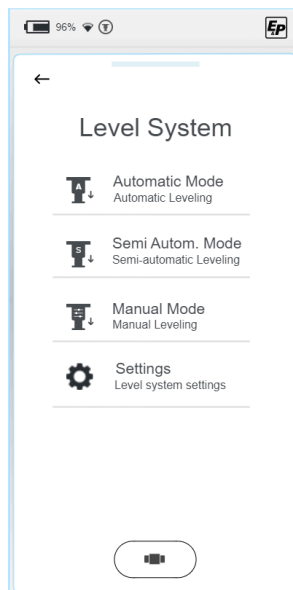 96% T
E&P
Level System
A
Automatic Mode
Automatic Leveling
S
Semi Autom. Mode
Semi-automatic Leveling
Manual Mode
Manual Leveling
Settings
Level system settings